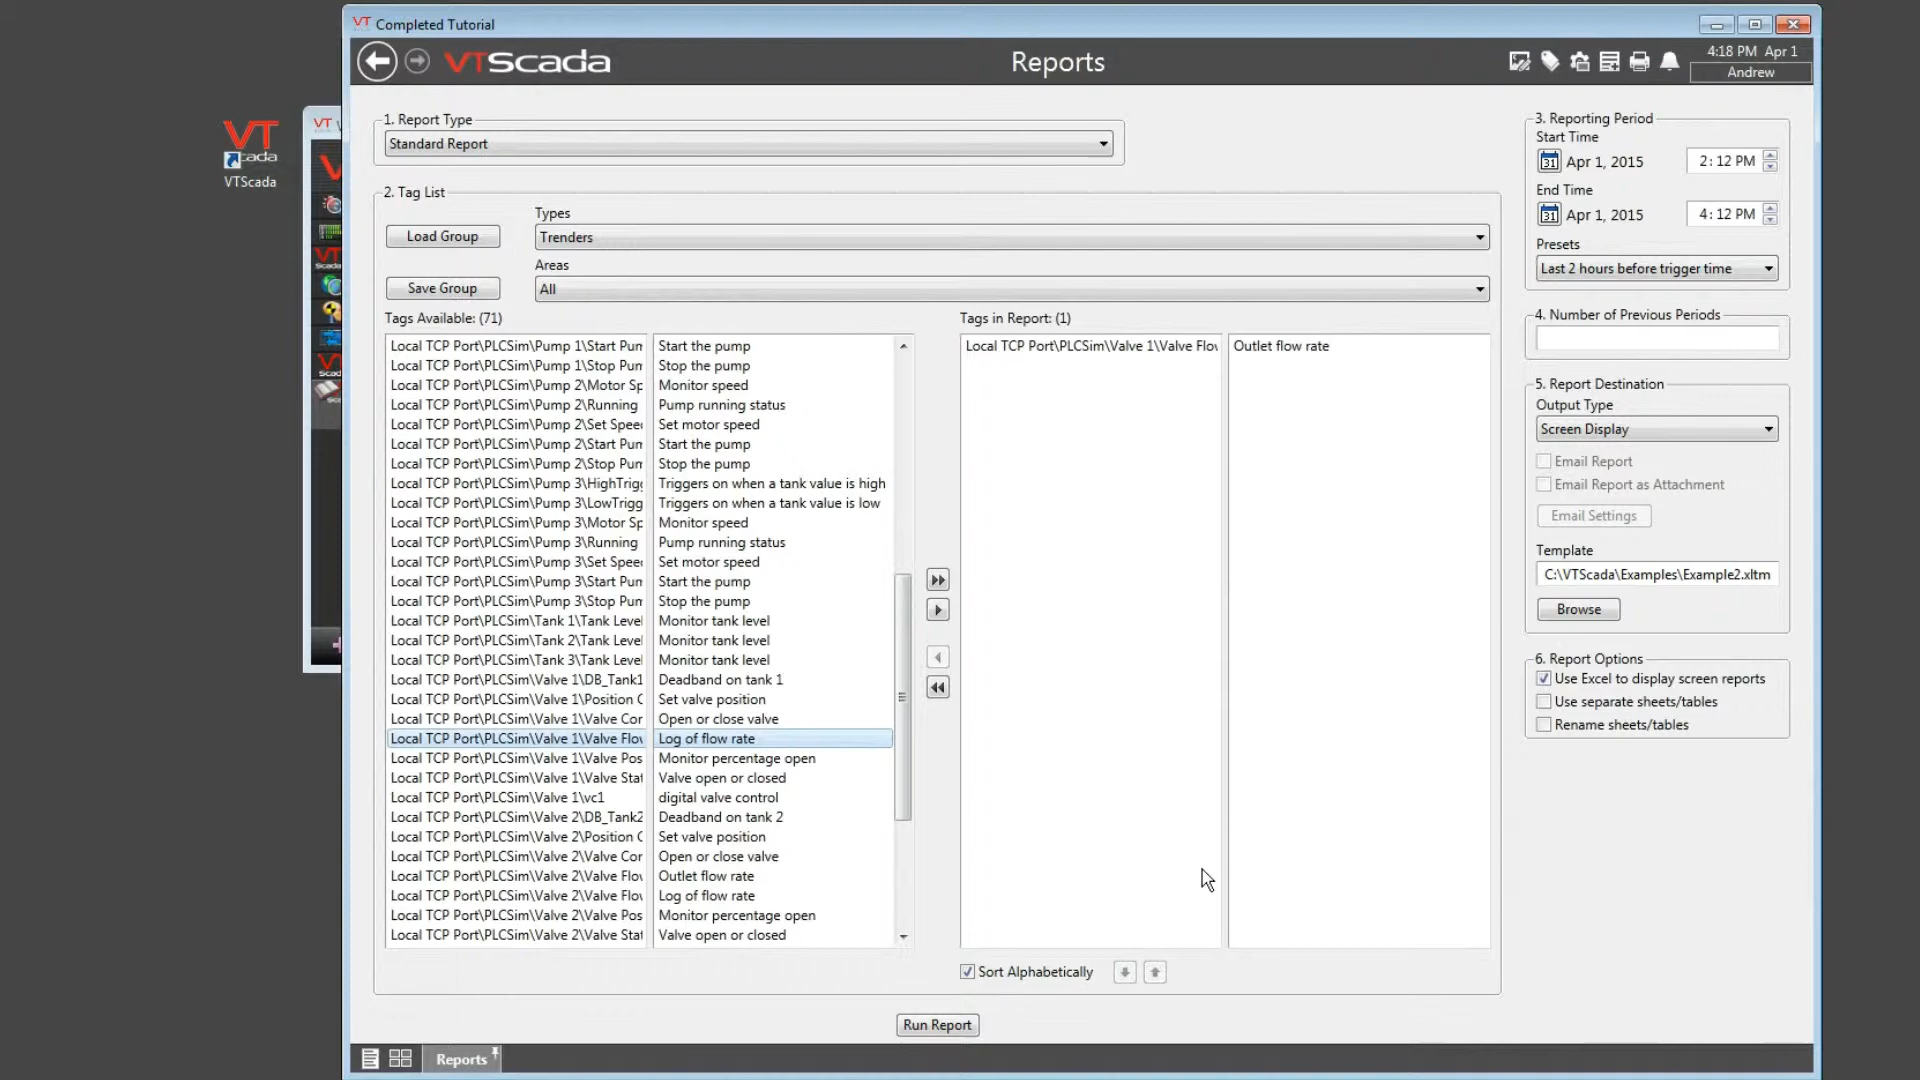 VT Completed Tutorial
VTScada
Reports
4:18 PM Apr 1
Andrew
VT
cada
VTScada
VT
1. Report Type
Standard Report
2. Tag List
Load Group
Types
Trenders
Areas
Save Group
All
Tags Available: (71)
Local TCP Port\PLCSim\Pump 1\Start Pum Start the pump
Local TCP Port\PLCSim\Pump 1\Stop Pum Stop the pump
Local TCP Port\PLCSim\Pump 2\Motor Sp Monitor speed
Local TCP Port\PLCSim\Pump 2\Running Pump running status
Local TCP Port\PLCSim\Pump 2\Set Speed Set motor speed
Local TCP Port\PLCSim\Pump 2\Start Pum Start the pump
Local TCP Port\PLCSim\Pump 2\Stop Pum Stop the pump
Local TCP Port\PLCSim\Pump 3\HighTrigg Triggers on when a tank value is high
Local TCP Port\PLCSim\Pump 3\LowTrigg Triggers on when a tank value is low
Local TCP Port\PLCSim\Pump 3\Motor Sp Monitor speed
Local TCP Port\PLCSim\Pump 3\Running Pump running status
Local TCP Port\PLCSim\Pump 3\Set Speed Set motor speed
Local TCP Port\PLCSim\Pump 3\Start Pum Start the pump
Local TCP Port\PLCSim\Pump 3\Stop Pum Stop the pump
Local TCP Port\PLCSim\Tank 1\Tank Level Monitor tank level
Local TCP Port\PLCSim\Tank 2\Tank Level Monitor tank level
Local TCP Port\PLCSim\Tank 3\Tank Level Monitor tank level
Local TCP Port\PLCSim\Valve 1\DB_Tank1 Deadband on tank 1
Local TCP Port\PLCSim\Valve 1\Position C Set valve position
Local TCP Port\PLCSim\Valve 1\Valve Cor Open or close valve
Local TCP Port\PLCSim\Valve 1\Valve Flov Log of flow rate
Local TCP Port\PLCSim\Valve 1\Valve Pos Monitor percentage open
Local TCP Port\PLCSim\Valve 1\Valve Stat Valve open or closed
Local TCP Port\PLCSim\Valve 1\vc1 digital valve control
Local TCP Port\PLCSim\Valve 2\DB_Tank2 Deadband on tank 2
Local TCP Port\PLCSim\Valve 2\Position C Set valve position
Local TCP Port\PLCSim\Valve 2\Valve Cor Open or close valve
Local TCP Port\PLCSim\Valve 2\Valve Flov Outlet flow rate
Local TCP Port\PLCSim\Valve 2\Valve Flov Log of flow rate
Local TCP Port\PLCSim\Valve 2\Valve Pos Monitor percentage open
Local TCP Port\PLCSim\Valve 2\Valve Stat Valve open or closed
Tags in Report: (1)
Local TCP Port\PLCSim\Valve 1\Valve Flov Outlet flow rate
Sort Alphabetically
Run Report
3. Reporting Period
Start Time
31 Apr 1, 2015 2:12 PM
End Time
31 Apr 1, 2015 4:12 PM
Presets
Last 2 hours before trigger time
4. Number of Previous Periods
5. Report Destination
Output Type
Screen Display
Email Report
Email Report as Attachment
Email Settings
Template
C:\VTScada\Examples\Example2.xltm
Browse
6. Report Options
Use Excel to display screen reports
Use separate sheets/tables
Rename sheets/tables
Reports